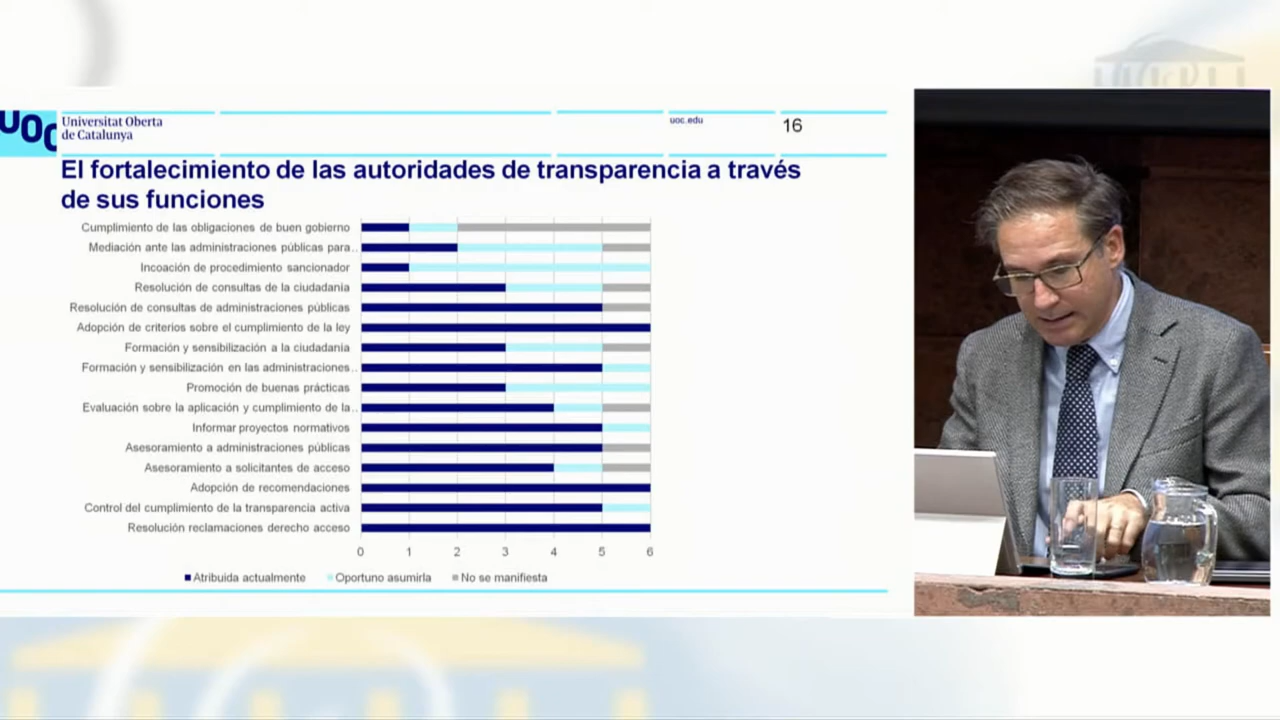 UOC
Universitat Oberta
de Catalunya
uoc.edu
16
El fortalecimiento de las autoridades de transparencia a través
de sus funciones
Cumplimiento de las obligaciones de buen gobierno
Mediación ante las administraciones públicas para..
Incoación de procedimiento sancionador
Resolución de consultas de la ciudadanía
Resolución de consultas de administraciones públicas
Adopción de criterios sobre el cumplimiento de la ley
Formación y sensibilización a la ciudadanía
Formación y sensibilización en las administraciones..
Promoción de buenas prácticas
Evaluación sobre la aplicación y cumplimiento de la..
Informar proyectos normativos
Asesoramiento a administraciones públicas
Asesoramiento a solicitantes de acceso
Adopción de recomendaciones
Control del cumplimiento de la transparencia activa
Resolución reclamaciones derecho acceso
0 1 2 3 4 5 6
Atribuida actualmente Oportuno asumirla No se manifiesta